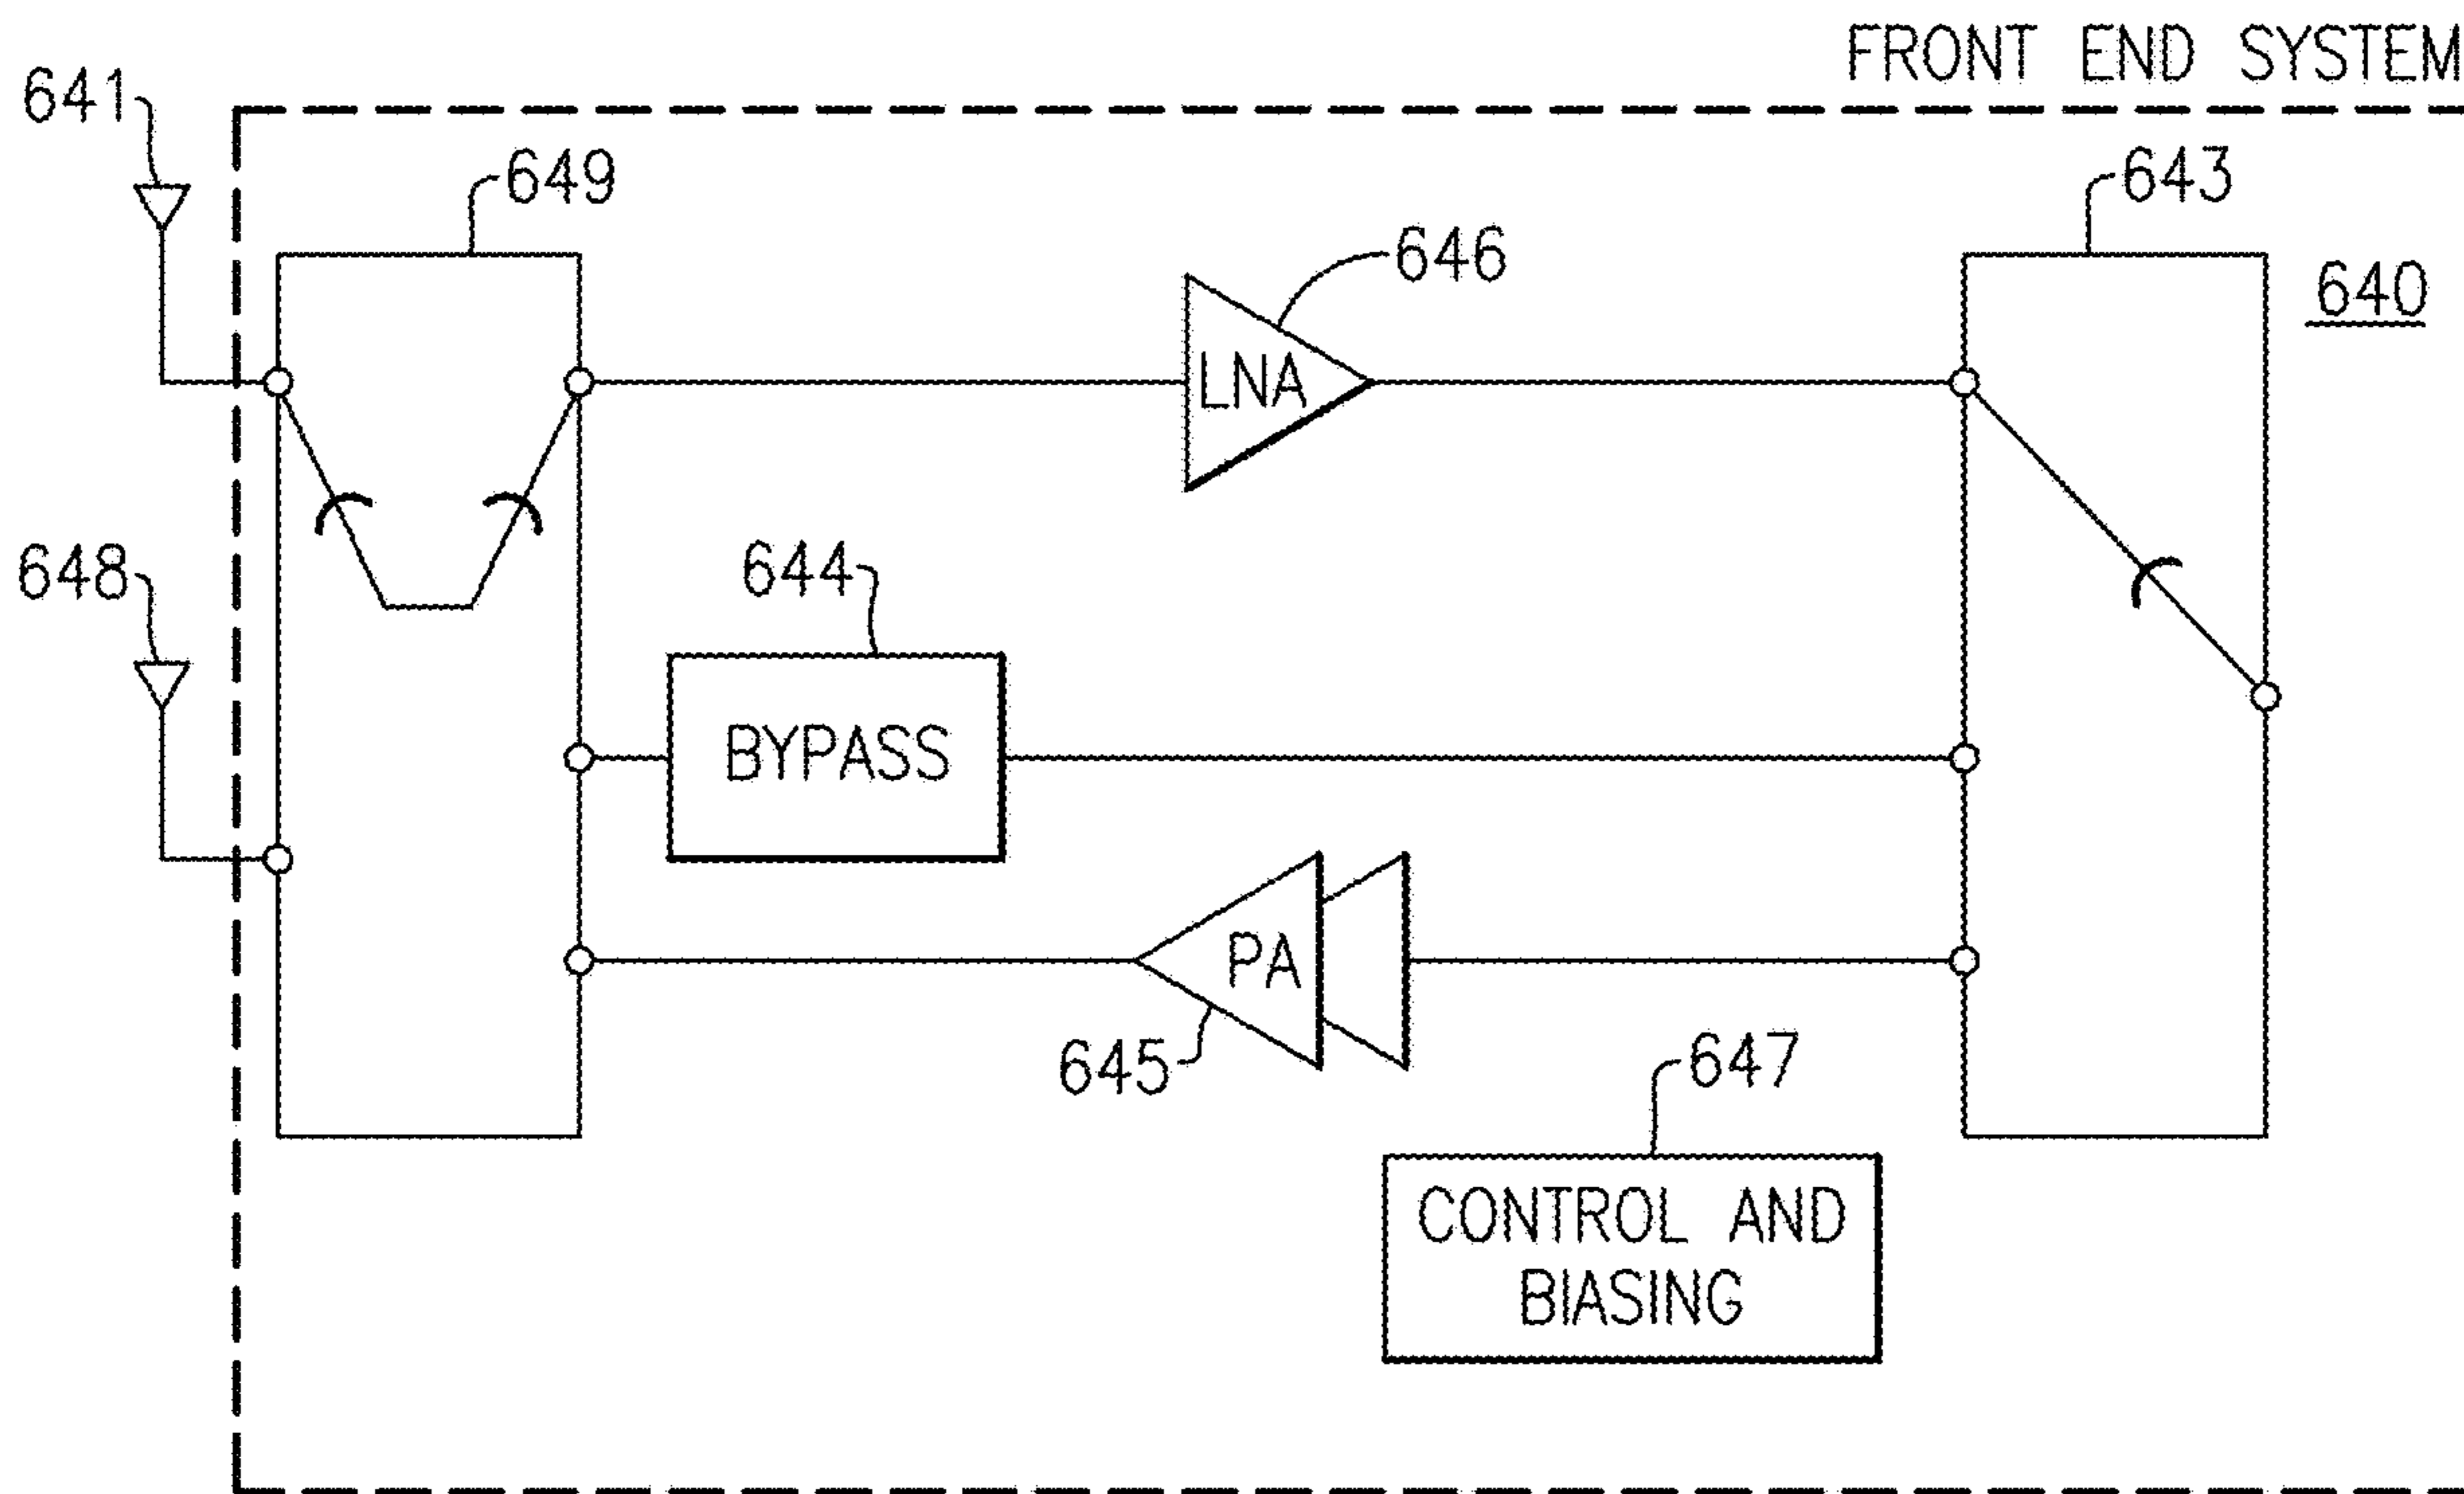 FRONT END SYSTEM
641
649
643
646
640
LNA
648
644
BYPASS
PA
645
647
CONTROL AND
BIASING